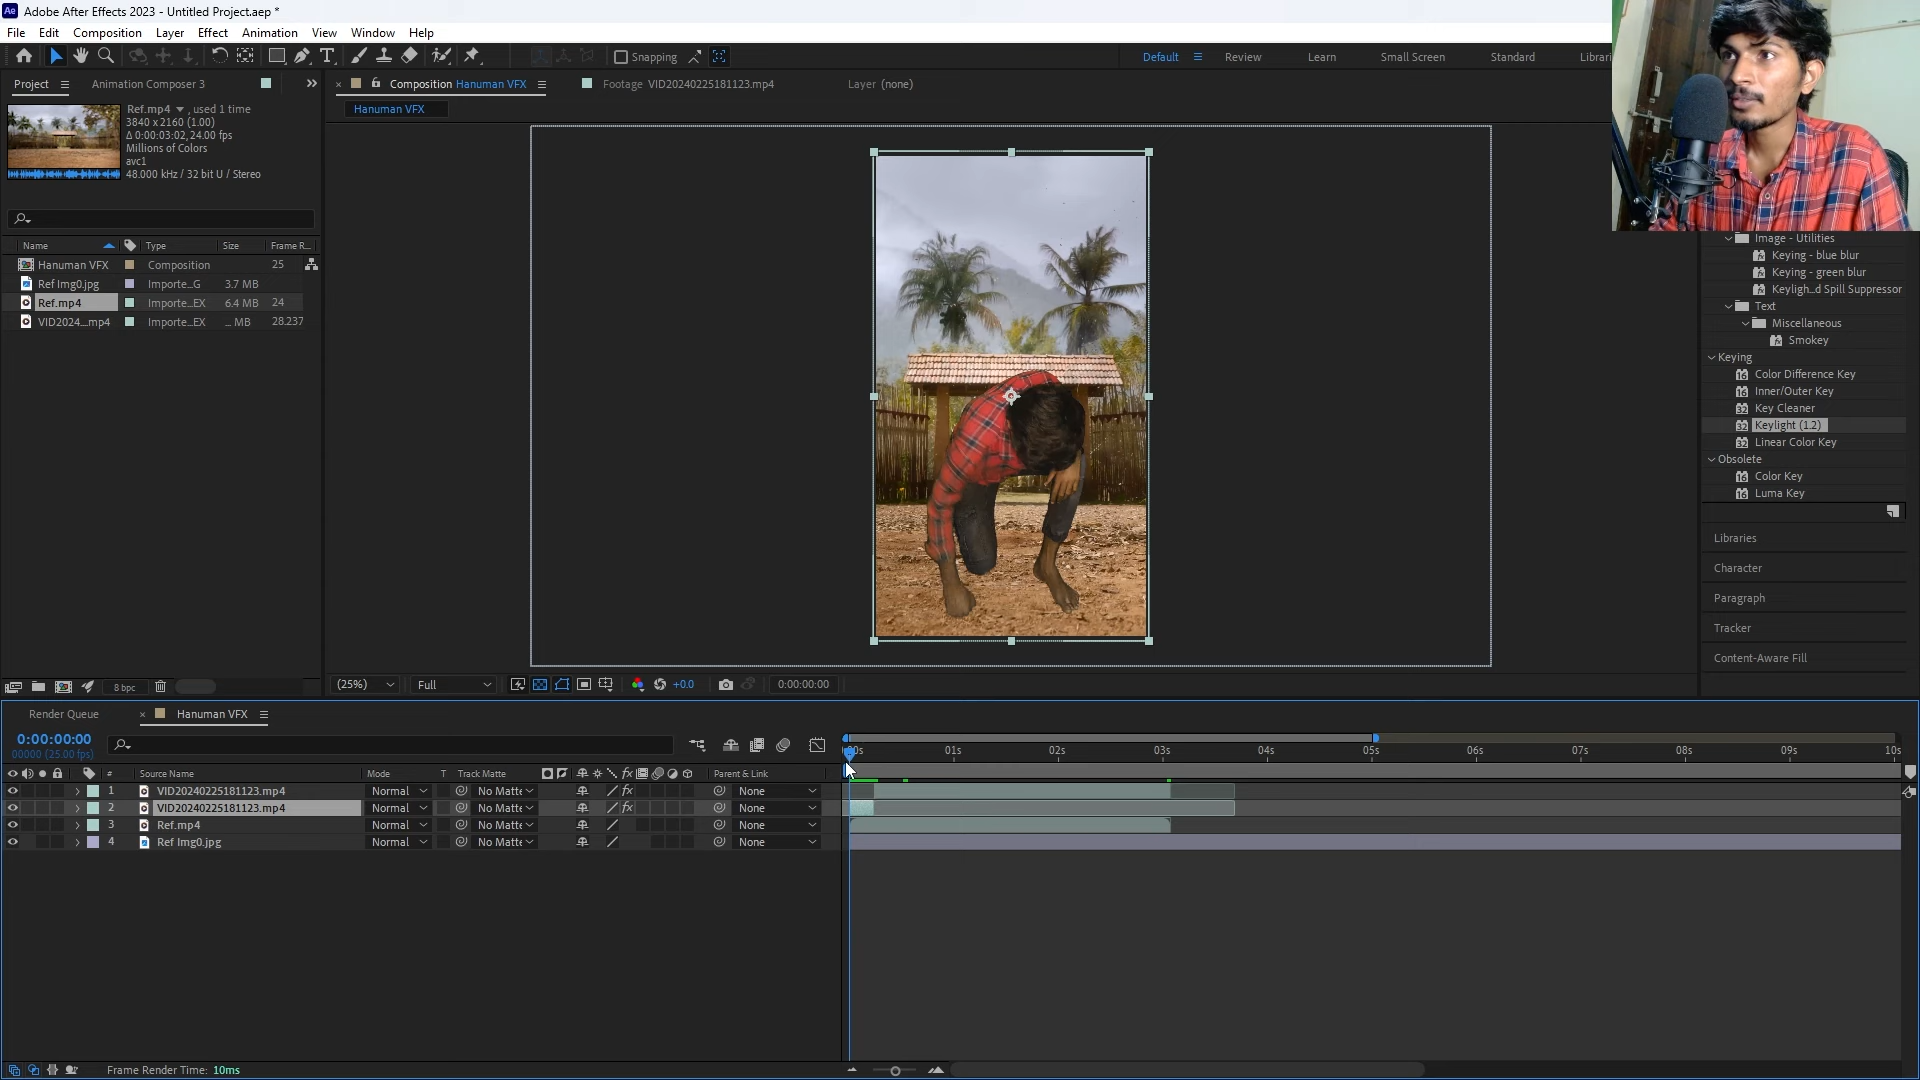 Adobe After Effects 2023 - Untitled Project.aep *
File Edit Composition Layer Effect Animation View Window Help
Snapping
Default Review Learn Small Screen Standard Librari
Project Animation Composer 3
Composition Hanuman VFX Footage VID20240225181123.mp4 Layer (none)
Hanuman VFX
Ref.mp4 , used 1 time
3840 x 2160 (1.00)
Δ 0:00:03:02, 24.00 fps
Millions of Colors
avc1
48.000 kHz / 32 bit U / Stereo
Name Type Size Frame R...
Hanuman VFX Composition 25
Ref Img0.jpg Importe...G 3.7 MB
Ref.mp4 Importe...EX 6.4 MB 24
VID2024....mp4 Importe...EX ... MB 28.237
8 bpc
(25%) Full +0.0 0:00:00:00
Image - Utilities
Keying - blue blur
Keying - green blur
Keyligh...d Spill Suppressor
Text
Miscellaneous
Smokey
Keying
Color Difference Key
Inner/Outer Key
Key Cleaner
Keylight (1.2)
Linear Color Key
Obsolete
Color Key
Luma Key
Libraries
Character
Paragraph
Tracker
Content-Aware Fill
Render Queue Hanuman VFX
0:00:00:00
00000 (25.00 fps)
:00s 01s 02s 03s 04s 05s 06s 07s 08s 09s 10s
# Source Name Mode T Track Matte fx Parent & Link
1 VID20240225181123.mp4 Normal No Matte fx None
2 VID20240225181123.mp4 Normal No Matte fx None
3 Ref.mp4 Normal No Matte None
4 Ref Img0.jpg Normal No Matte None
Frame Render Time: 10ms